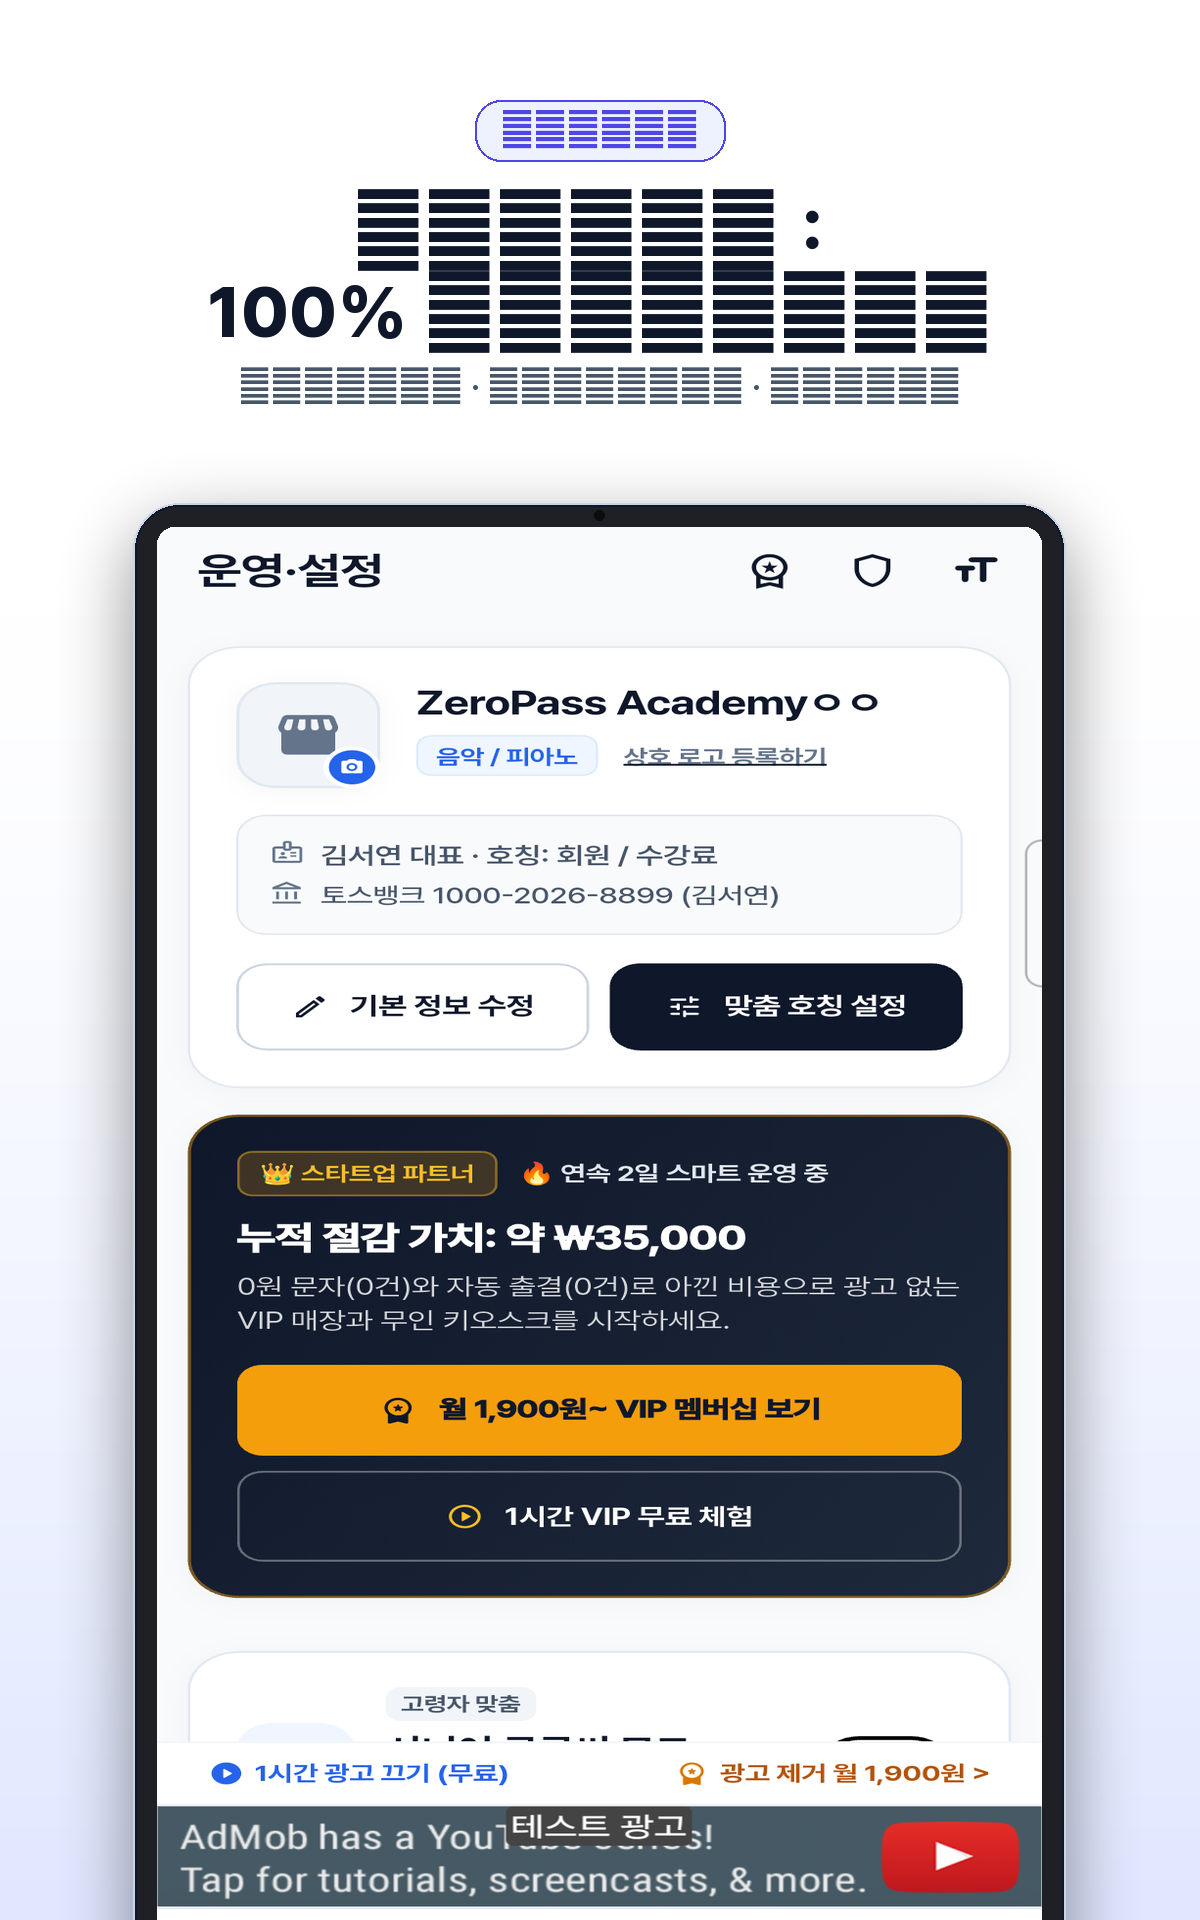 :
100%
· ·
운영·설정
ZeroPass Academyㅇㅇ
음악 / 피아노 상호 로고 등록하기
김서연 대표 · 호칭: 회원 / 수강료
토스뱅크 1000-2026-8899 (김서연)
기본 정보 수정 맞춤 호칭 설정
👑 스타트업 파트너 🔥 연속 2일 스마트 운영 중
누적 절감 가치: 약 ₩35,000
0원 문자(0건)와 자동 출결(0건)로 아낀 비용으로 광고 없는
VIP 매장과 무인 키오스크를 시작하세요.
월 1,900원~ VIP 멤버십 보기
1시간 VIP 무료 체험
고령자 맞춤
1시간 광고 끄기 (무료) 광고 제거 월 1,900원 >
테스트 광고
AdMob has a YouTube series!
Tap for tutorials, screencasts, & more.